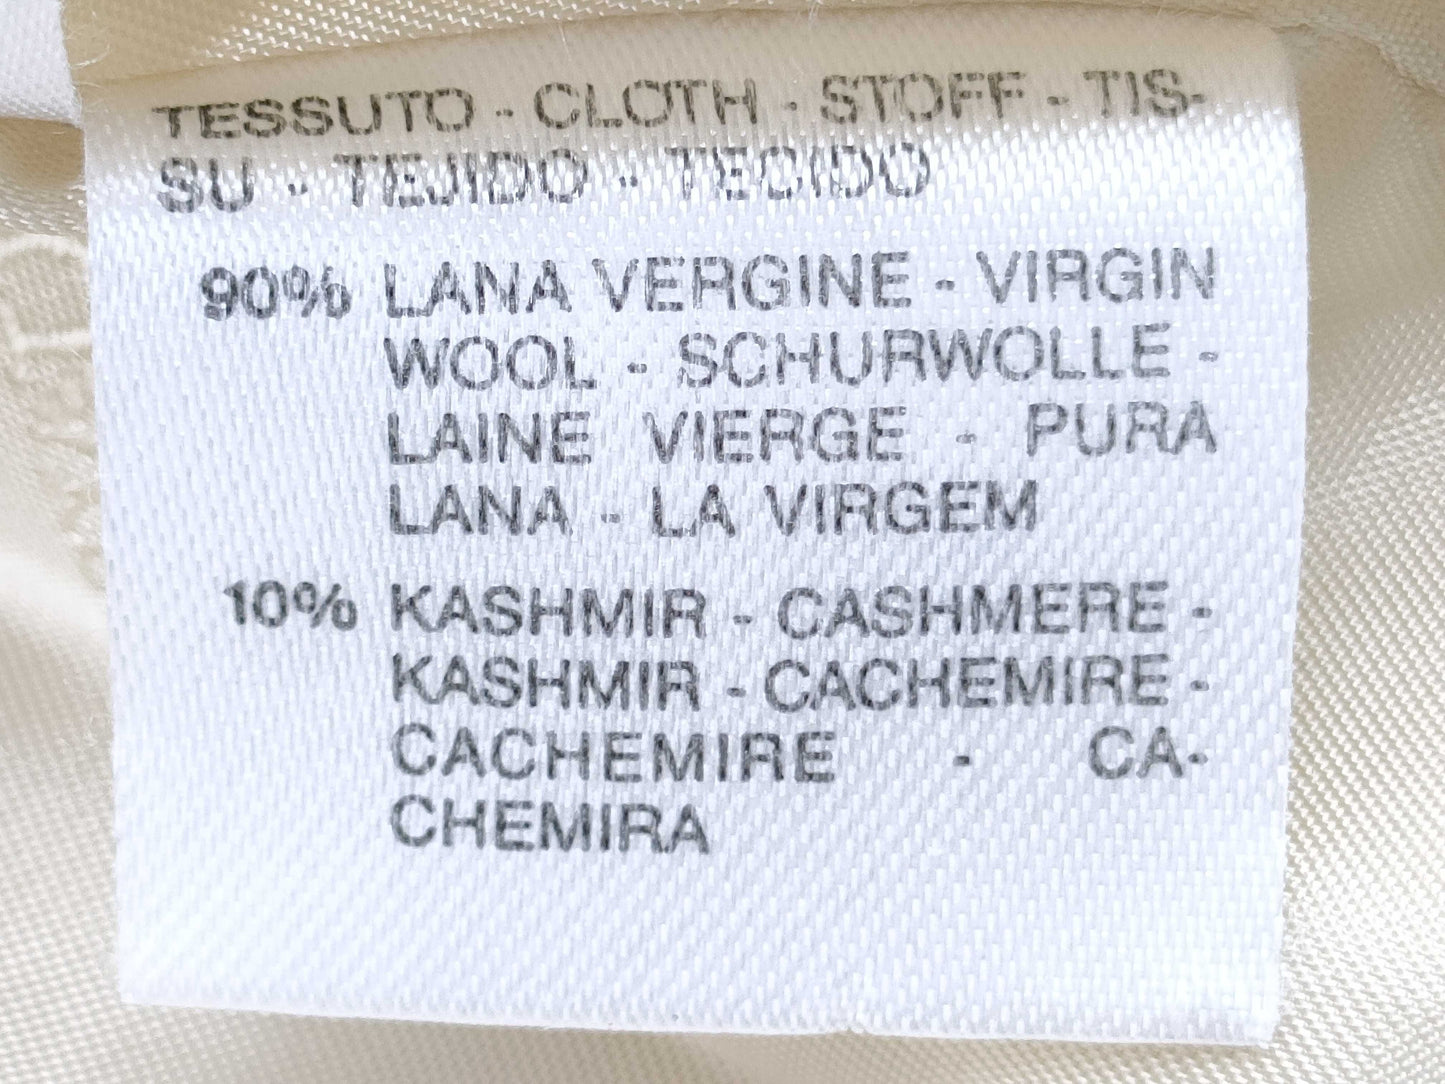 TESSUTO - CLOTH - STOFF - TIS-
SU - TEJIDO - TECIDO
90% LANA VERGINE - VIRGIN
WOOL - SCHURWOLLE -
LAINE VIERGE - PURA
LANA - LA VIRGEM
10% KASHMIR - CASHMERE -
KASHMIR - CACHEMIRE -
CACHEMIRE - CA-
CHEMIRA